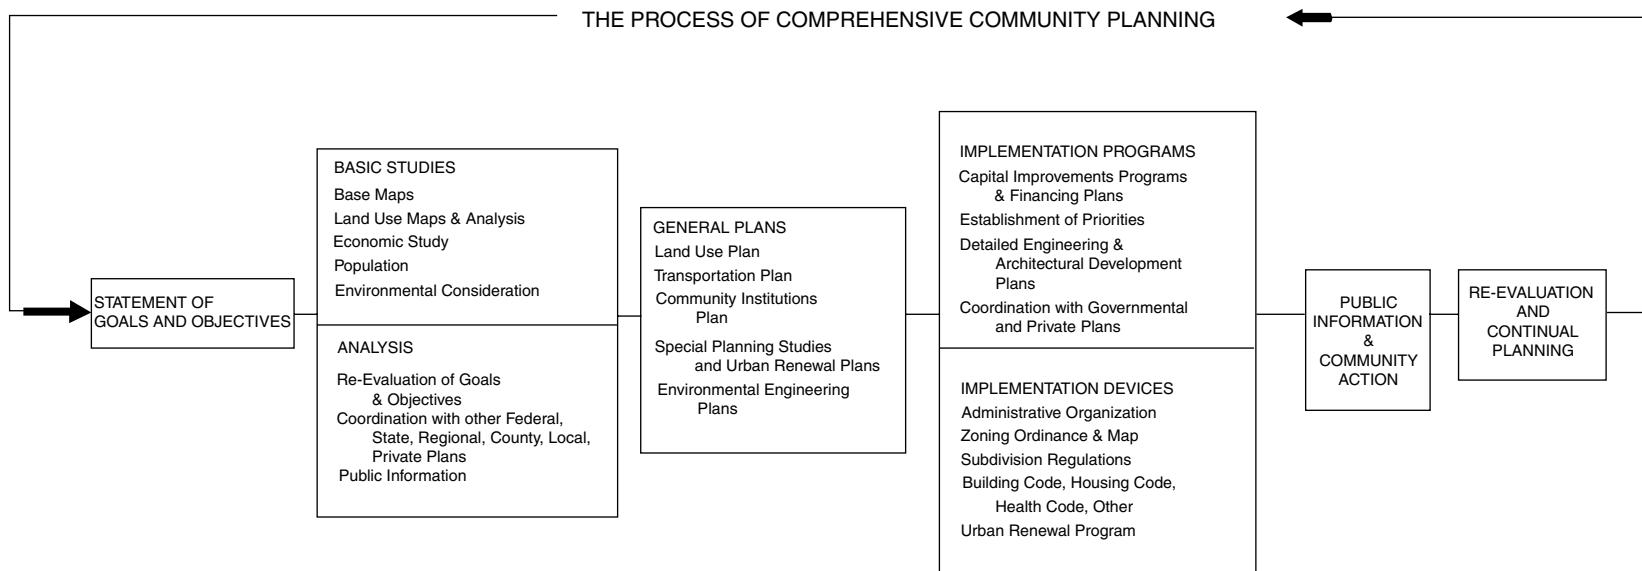 THE PROCESS OF COMPREHENSIVE COMMUNITY PLANNING
STATEMENT OF
GOALS AND OBJECTIVES
BASIC STUDIES
Base Maps
Land Use Maps & Analysis
Economic Study
Population
Environmental Consideration
ANALYSIS
Re-Evaluation of Goals
& Objectives
Coordination with other Federal,
State, Regional, County, Local,
Private Plans
Public Information
GENERAL PLANS
Land Use Plan
Transportation Plan
Community Institutions
Plan
Special Planning Studies
and Urban Renewal Plans
Environmental Engineering
Plans
IMPLEMENTATION PROGRAMS
Capital Improvements Programs
& Financing Plans
Establishment of Priorities
Detailed Engineering &
Architectural Development
Plans
Coordination with Governmental
and Private Plans
IMPLEMENTATION DEVICES
Administrative Organization
Zoning Ordinance & Map
Subdivision Regulations
Building Code, Housing Code,
Health Code, Other
Urban Renewal Program
PUBLIC
INFORMATION
&
COMMUNITY
ACTION
RE-EVALUATION
AND
CONTINUAL
PLANNING